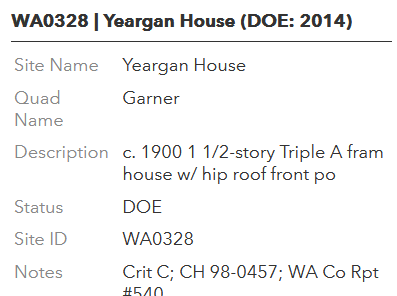 WA0328 | Yeargan House (DOE: 2014)
Site Name Yeargan House
Quad Name Garner
Description c. 1900 1 1/2-story Triple A fram
house w/ hip roof front po
Status DOE
Site ID WA0328
Notes Crit C; CH 98-0457; WA Co Rpt
#540